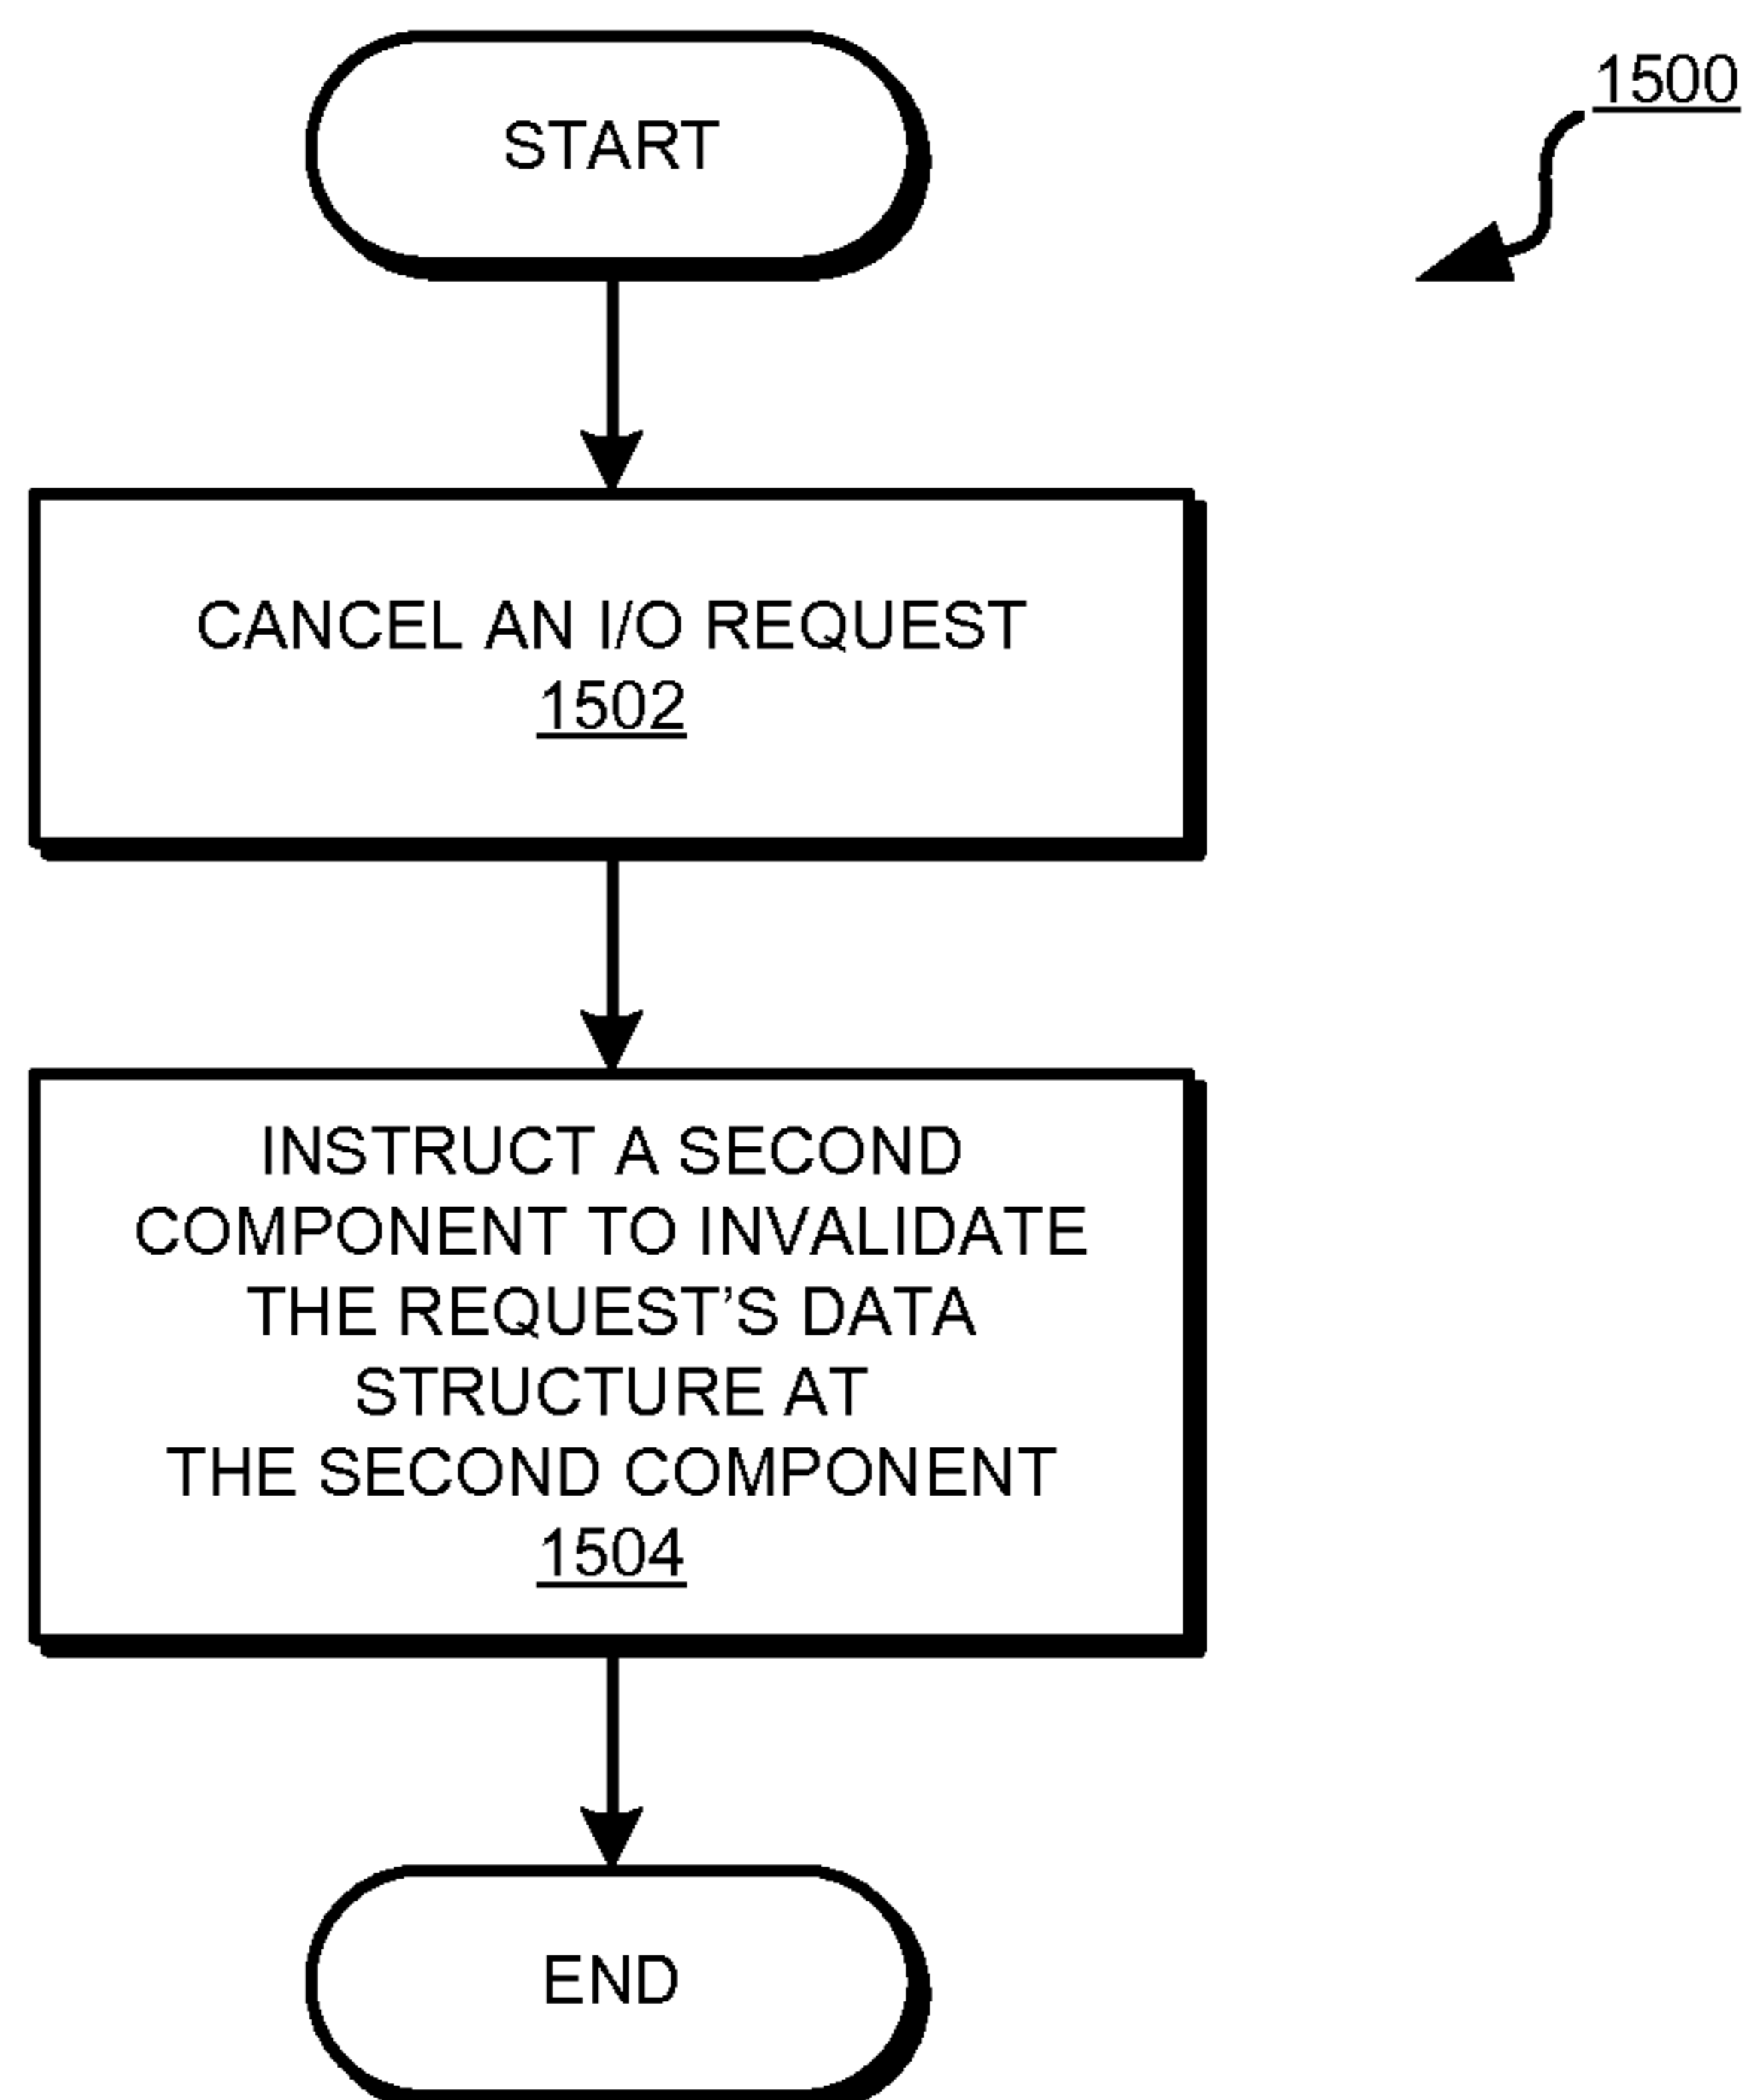 START
1500
CANCEL AN I/O REQUEST
1502
INSTRUCT A SECOND
COMPONENT TO INVALIDATE
THE REQUEST’S DATA
STRUCTURE AT
THE SECOND COMPONENT
1504
END